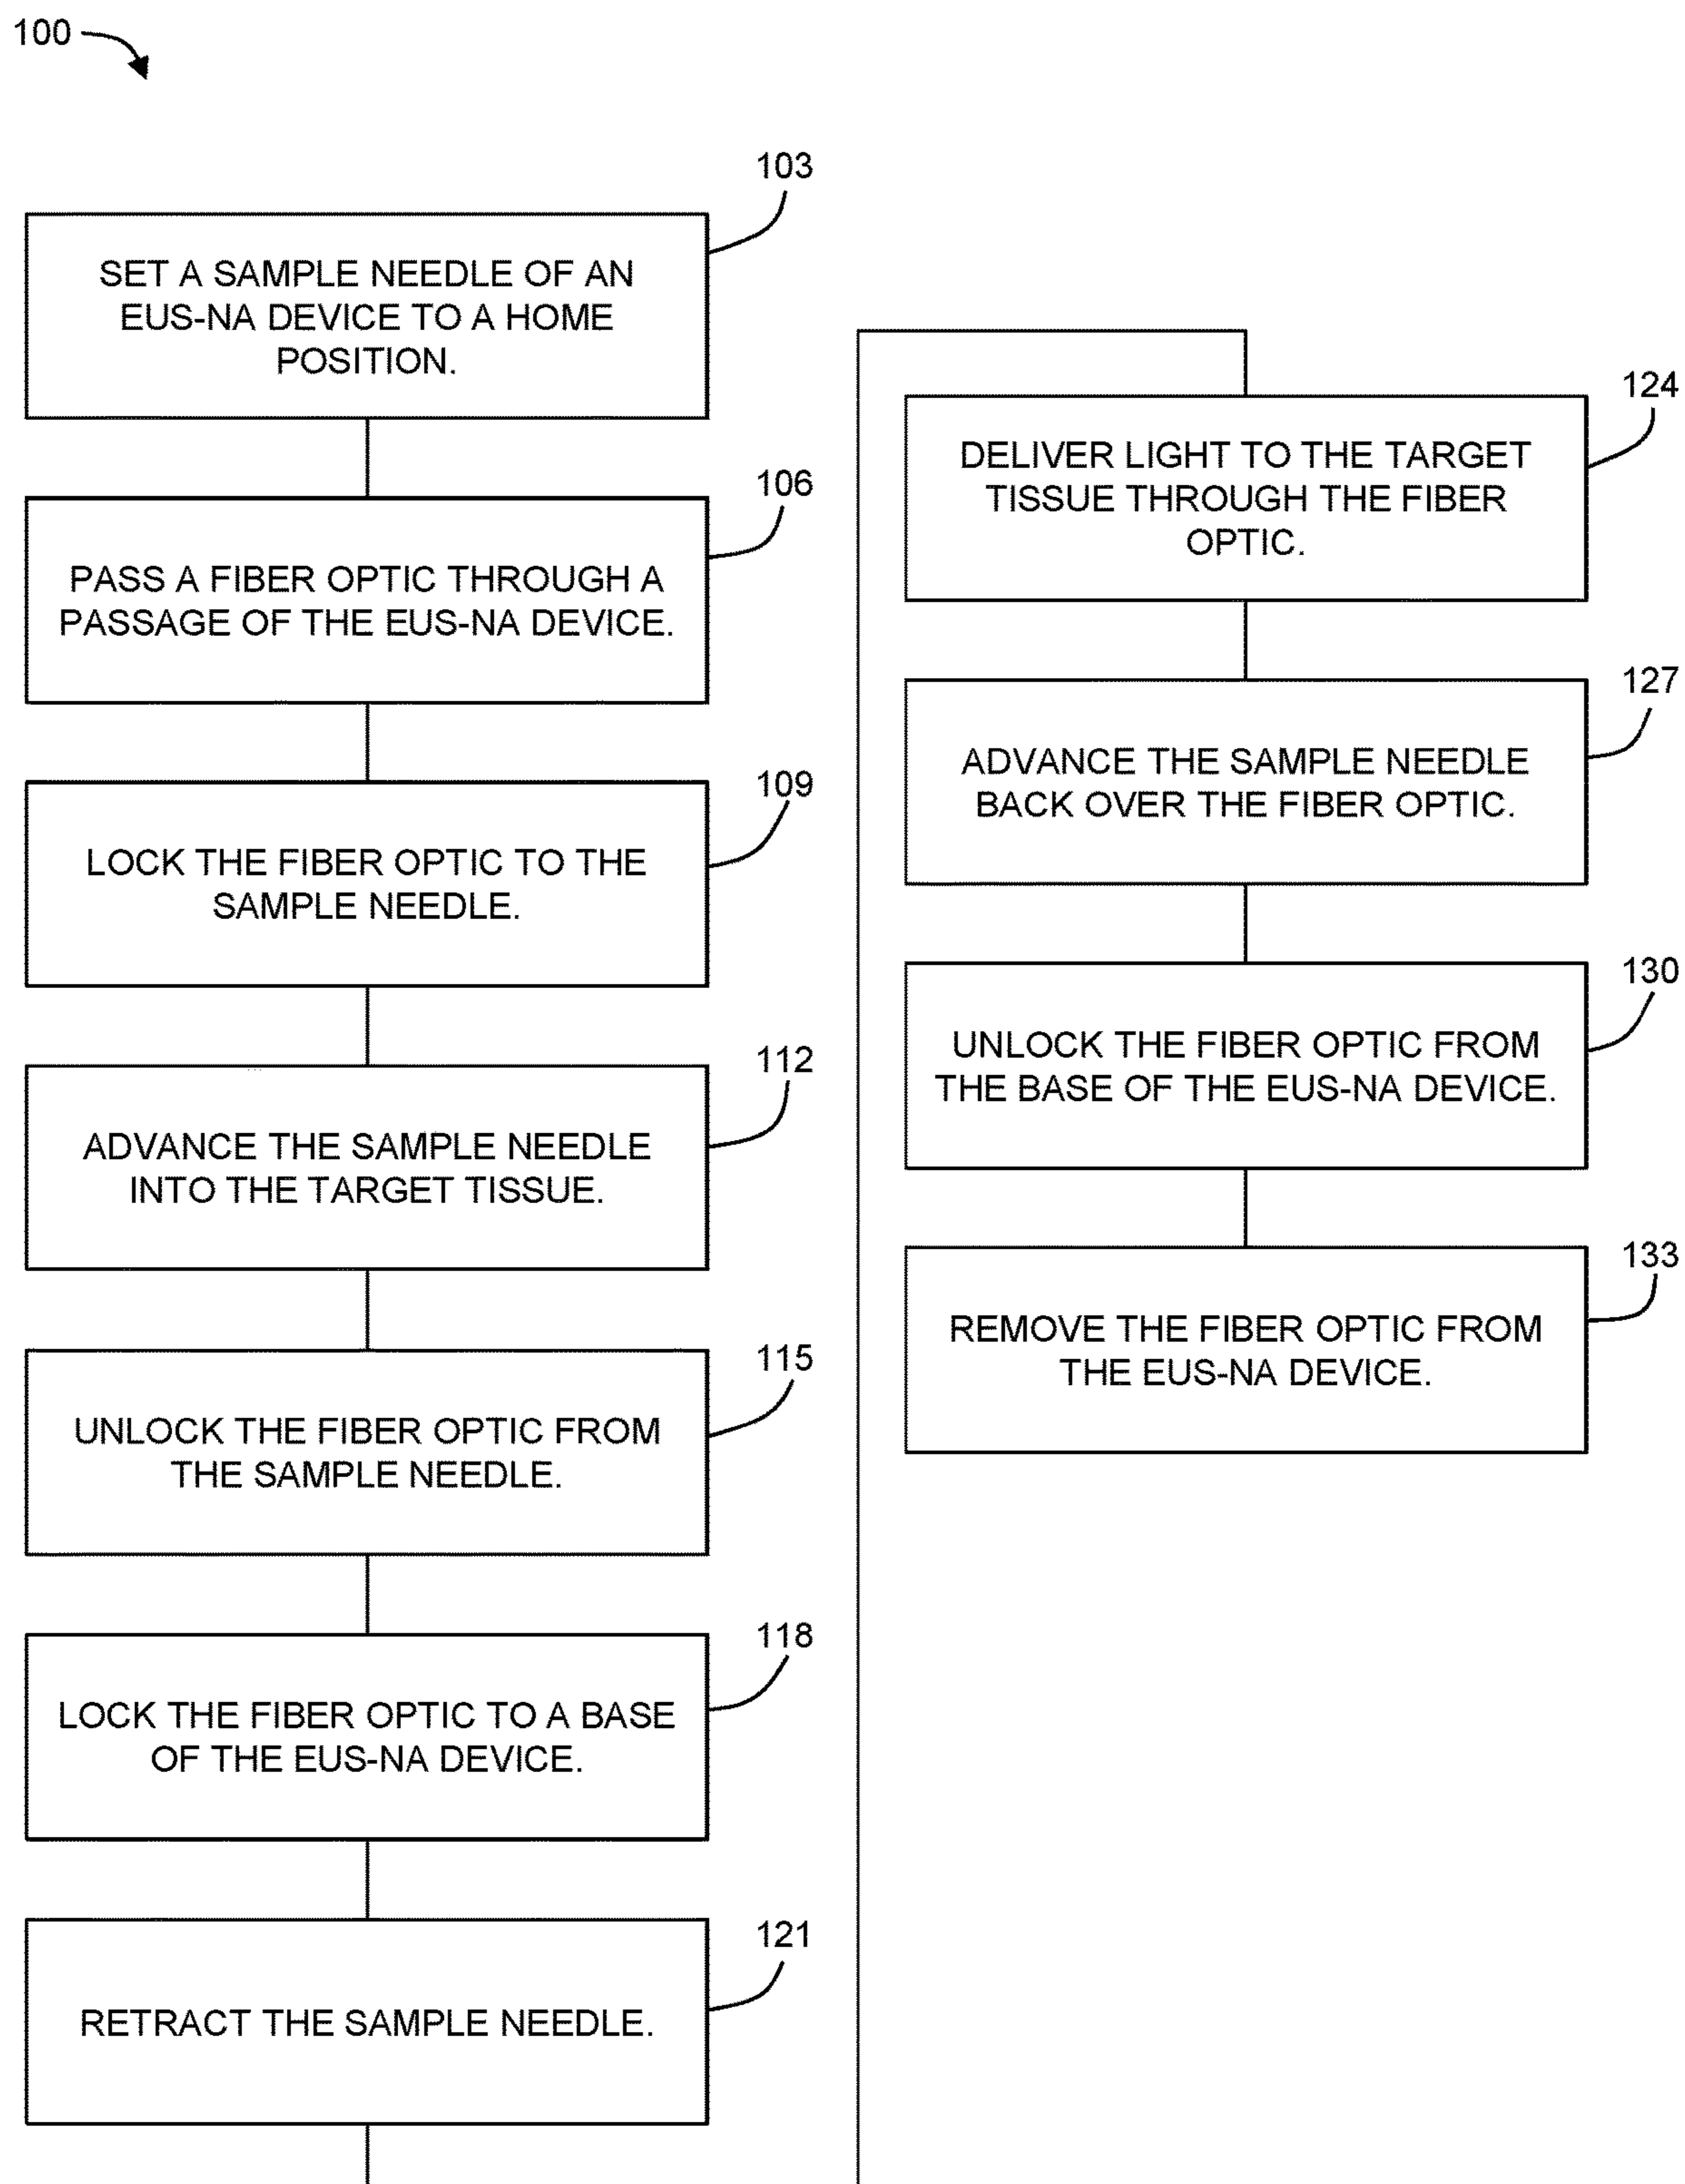 100
103
SET A SAMPLE NEEDLE OF AN
EUS-NA DEVICE TO A HOME
POSITION.
106
PASS A FIBER OPTIC THROUGH A
PASSAGE OF THE EUS-NA DEVICE.
109
LOCK THE FIBER OPTIC TO THE
SAMPLE NEEDLE.
112
ADVANCE THE SAMPLE NEEDLE
INTO THE TARGET TISSUE.
115
UNLOCK THE FIBER OPTIC FROM
THE SAMPLE NEEDLE.
118
LOCK THE FIBER OPTIC TO A BASE
OF THE EUS-NA DEVICE.
121
RETRACT THE SAMPLE NEEDLE.
124
DELIVER LIGHT TO THE TARGET
TISSUE THROUGH THE FIBER
OPTIC.
127
ADVANCE THE SAMPLE NEEDLE
BACK OVER THE FIBER OPTIC.
130
UNLOCK THE FIBER OPTIC FROM
THE BASE OF THE EUS-NA DEVICE.
133
REMOVE THE FIBER OPTIC FROM
THE EUS-NA DEVICE.